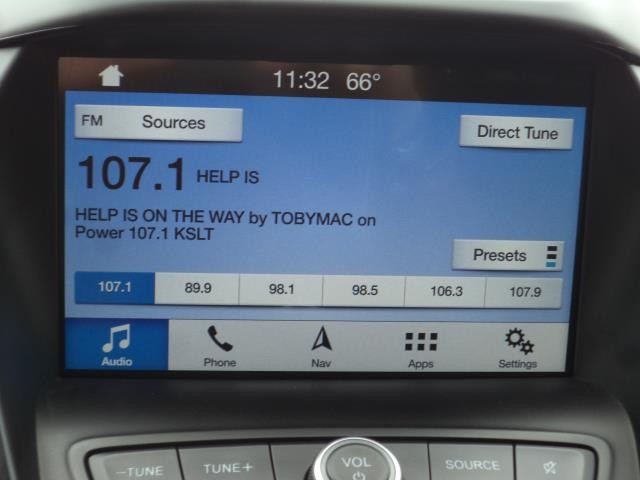 11:32 66°
FM Sources
Direct Tune
107.1 HELP IS
HELP IS ON THE WAY by TOBYMAC on
Power 107.1 KSLT
Presets
107.1 89.9 98.1 98.5 106.3 107.9
Audio Phone Nav Apps Settings
−TUNE TUNE+ VOL SOURCE